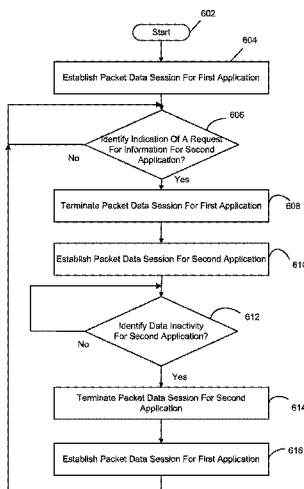 602
Start
604
Establish Packet Data Session For First Application
606
Identify Indication Of A Request
For Information For Second
Application?
No
Yes
608
Terminate Packet Data Session For First Application
610
Establish Packet Data Session For Second Application
612
Identify Data Inactivity
For Second Application?
No
Yes
Terminate Packet Data Session For Second
Application
614
616
Establish Packet Data Session For First Application